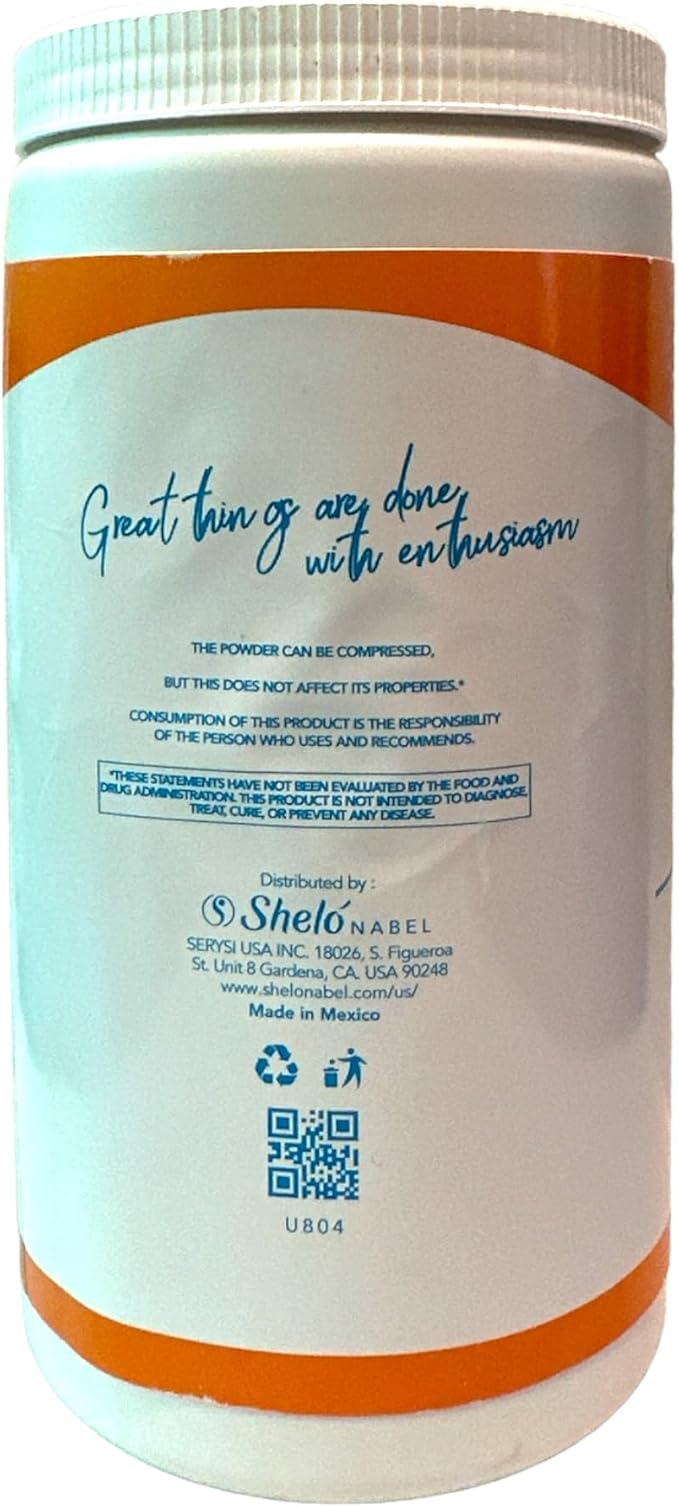 Great things are done
with enthusiasm
THE POWDER CAN BE COMPRESSED,
BUT THIS DOES NOT AFFECT ITS PROPERTIES.*
CONSUMPTION OF THIS PRODUCT IS THE RESPONSIBILITY
OF THE PERSON WHO USES AND RECOMMENDS.
*THESE STATEMENTS HAVE NOT BEEN EVALUATED BY THE FOOD AND
DRUG ADMINISTRATION. THIS PRODUCT IS NOT INTENDED TO DIAGNOSE,
TREAT, CURE, OR PREVENT ANY DISEASE.
Distributed by :
Sheló NABEL
SERYSI USA INC. 18026, S. Figueroa
St. Unit 8 Gardena, CA. USA 90248
www.shelonabel.com/us/
Made in Mexico
U804